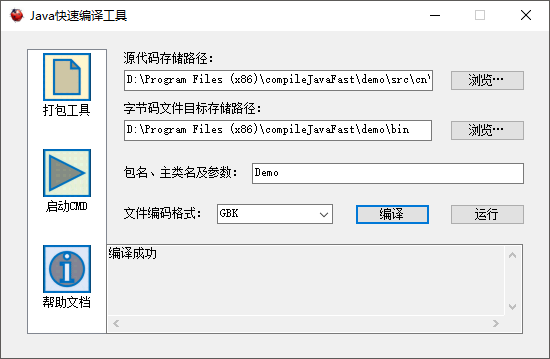 Java快速编译工具
打包工具
启动CMD
帮助文档
源代码存储路径：
D:\Program Files (x86)\compileJavaFast\demo\src\cn\
浏览…
字节码文件目标存储路径：
D:\Program Files (x86)\compileJavaFast\demo\bin
浏览…
包名、主类名及参数： Demo
文件编码格式： GBK 编译 运行
编译成功